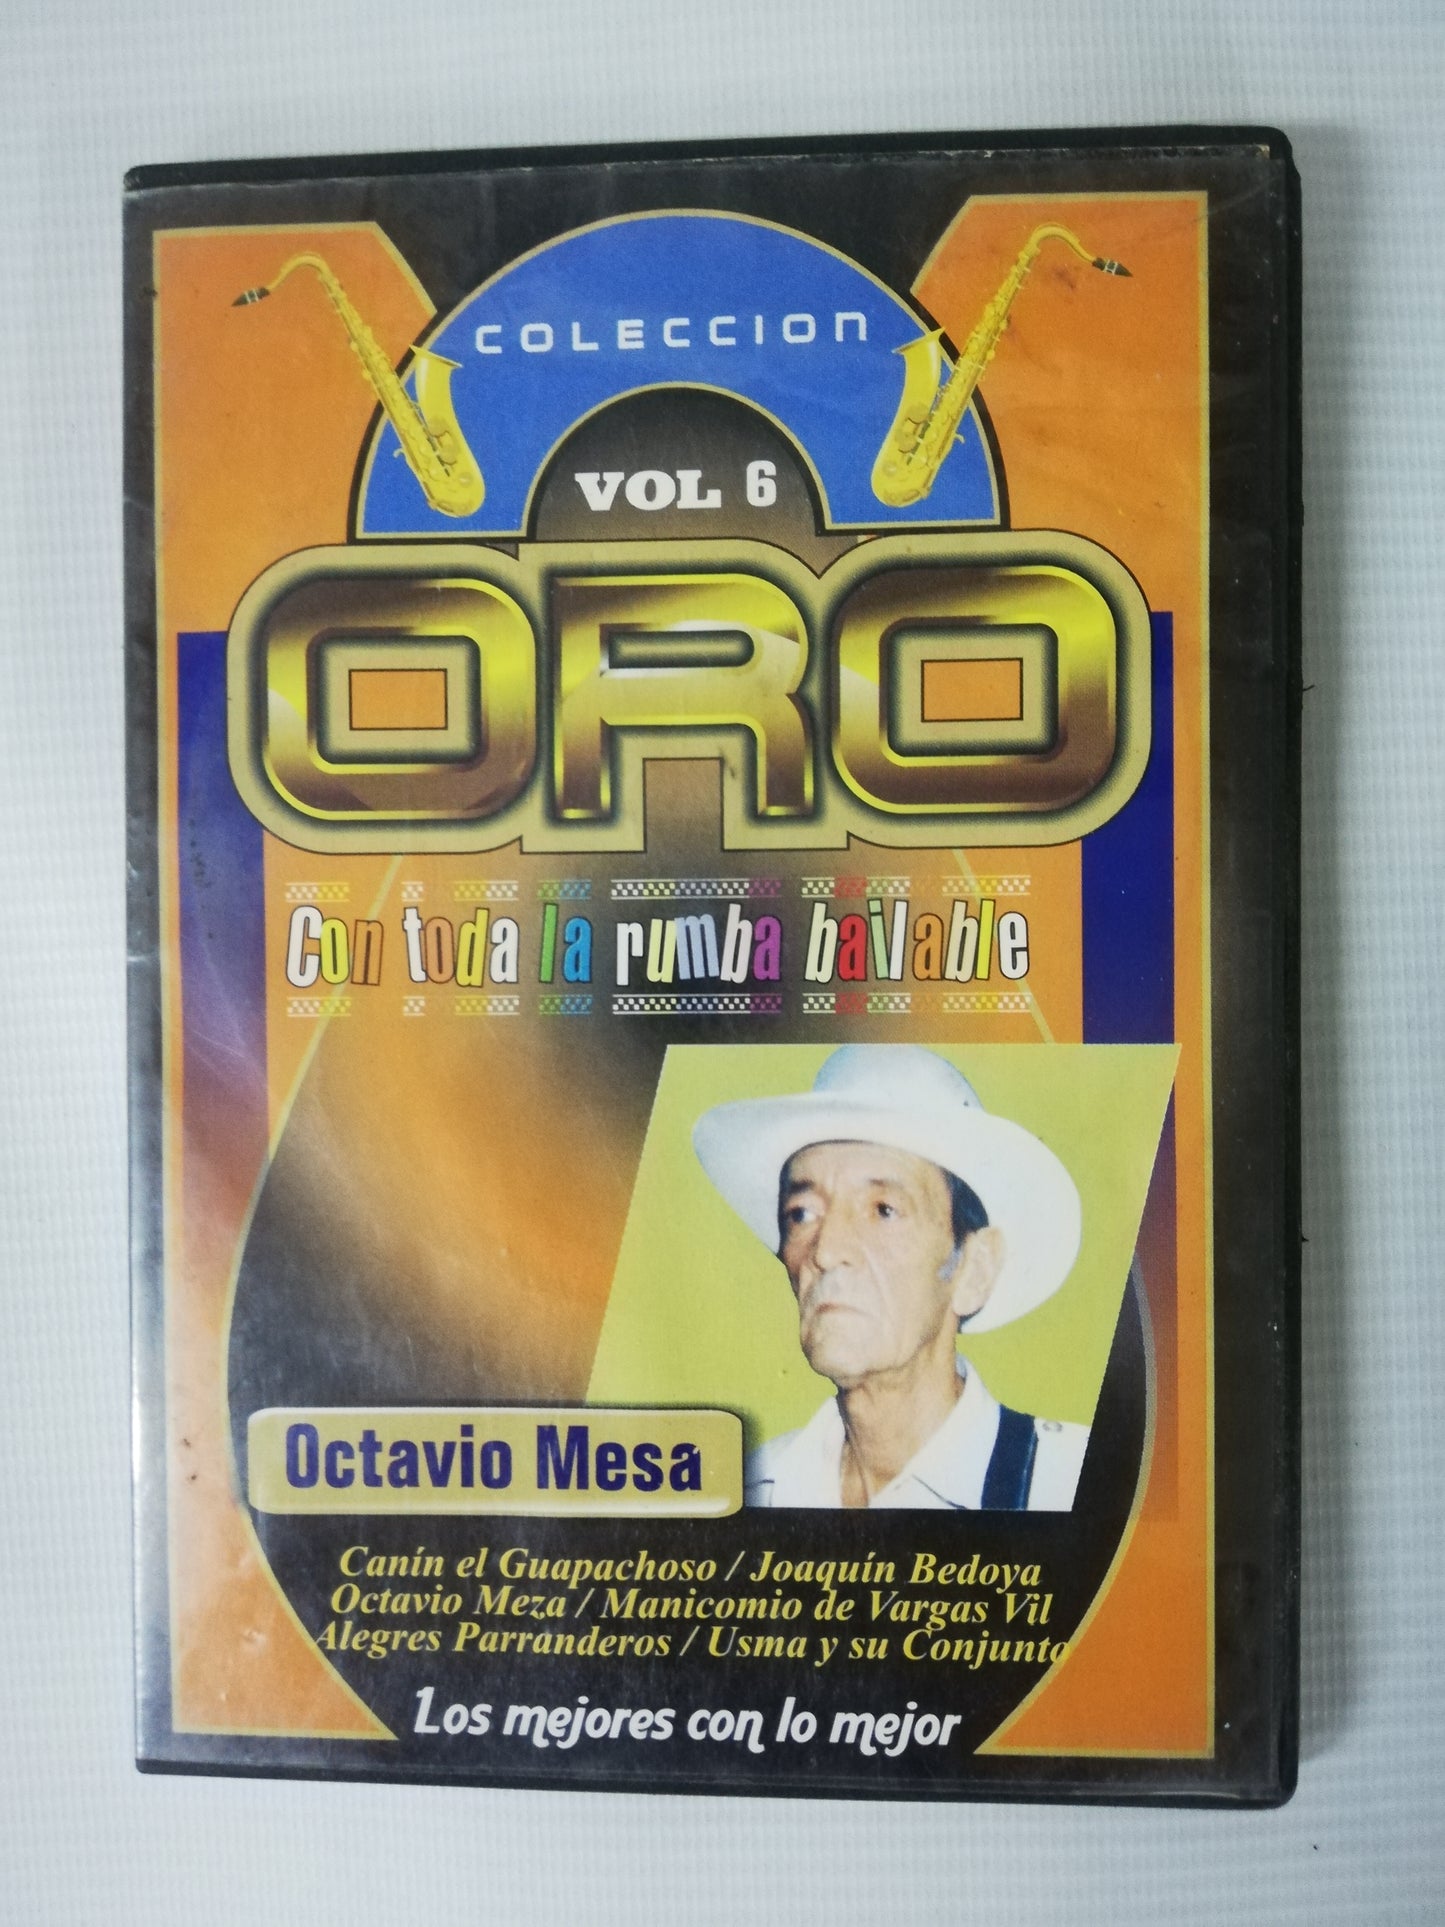 COLECCION
VOL 6
ORO
Con toda la rumba bailable
Octavio Mesa
Canín el Guapachoso / Joaquín Bedoya
Octavio Meza / Manicomio de Vargas Vil
Alegres Parranderos / Usma y su Conjunto
Los mejores con lo mejor